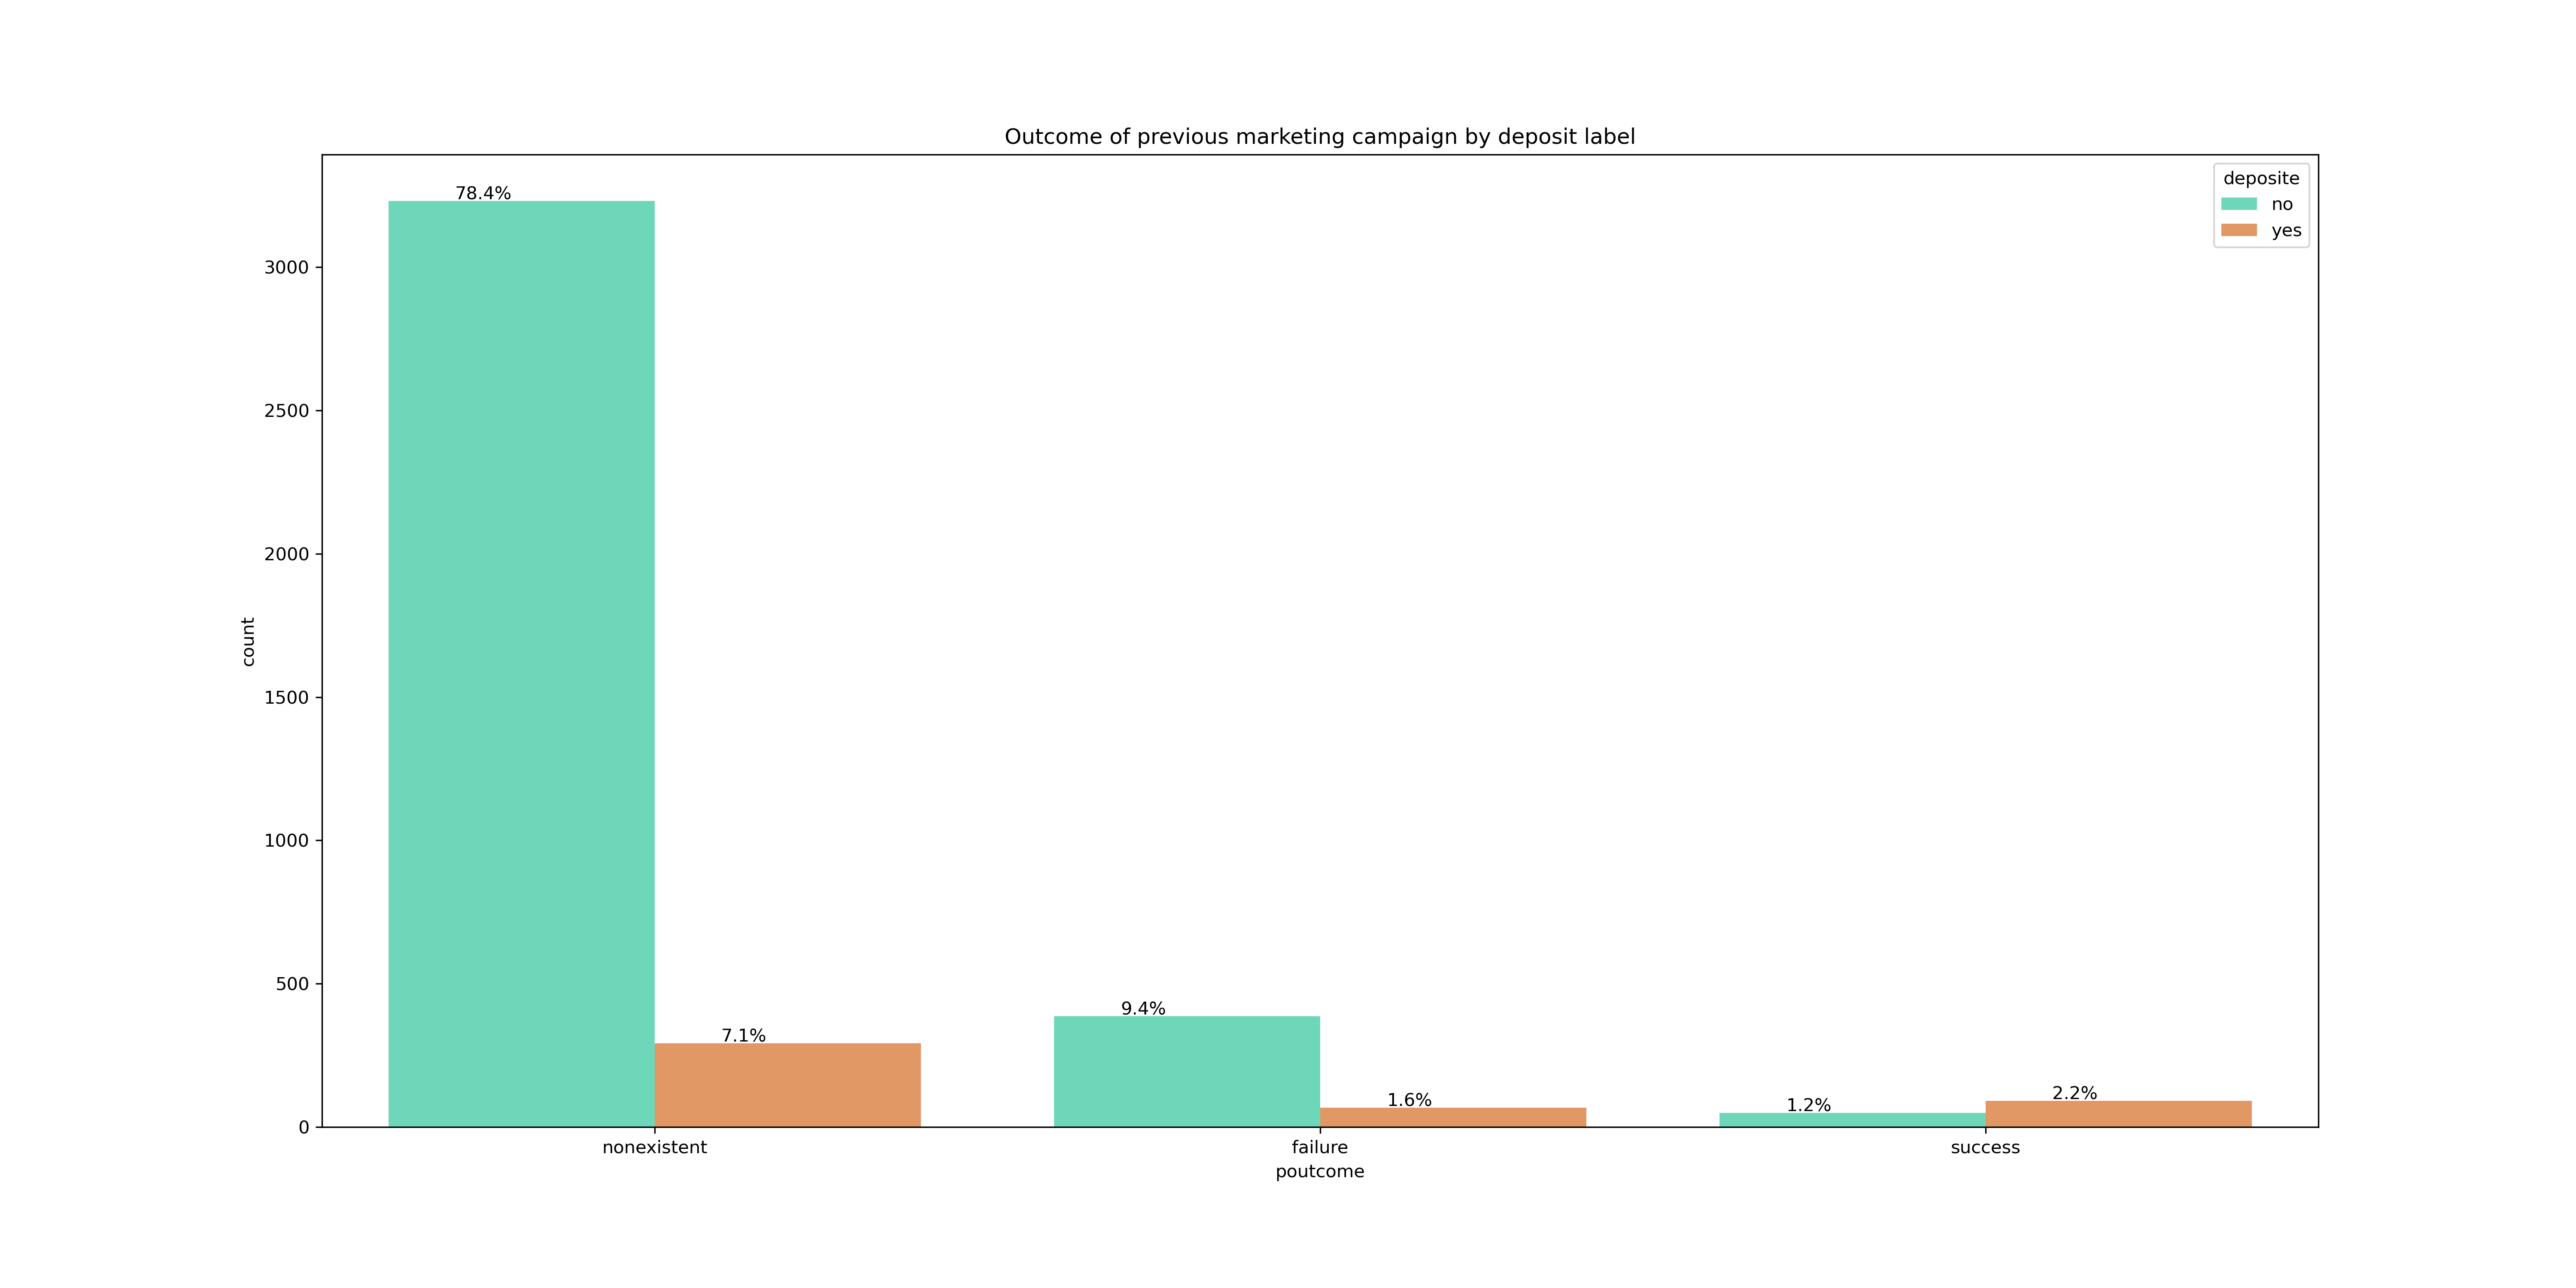 Outcome of previous marketing campaign by deposit label
deposite
no
yes
78.4%
7.1%
9.4%
1.6%
1.2%
2.2%
3000
2500
2000
1500
1000
500
0
count
nonexistent
failure
success
poutcome